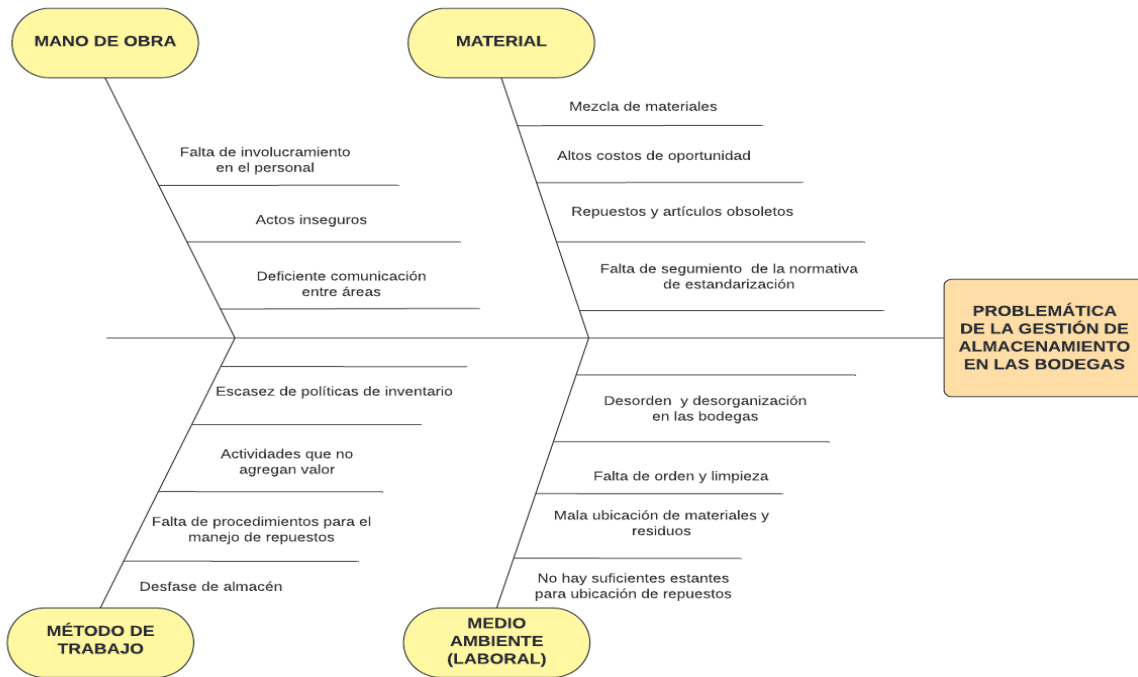 MANO DE OBRA
MATERIAL
Mezcla de materiales
Falta de involucramiento
en el personal
Altos costos de oportunidad
Actos inseguros
Repuestos y artículos obsoletos
Deficiente comunicación
entre áreas
Falta de segumiento de la normativa
de estandarización
PROBLEMÁTICA
DE LA GESTIÓN DE
ALMACENAMIENTO
EN LAS BODEGAS
Escasez de políticas de inventario
Desorden y desorganización
en las bodegas
Actividades que no
agregan valor
Falta de orden y limpieza
Falta de procedimientos para el
manejo de repuestos
Mala ubicación de materiales y
residuos
Desfase de almacén
No hay suficientes estantes
para ubicación de repuestos
MÉTODO DE
TRABAJO
MEDIO
AMBIENTE
(LABORAL)